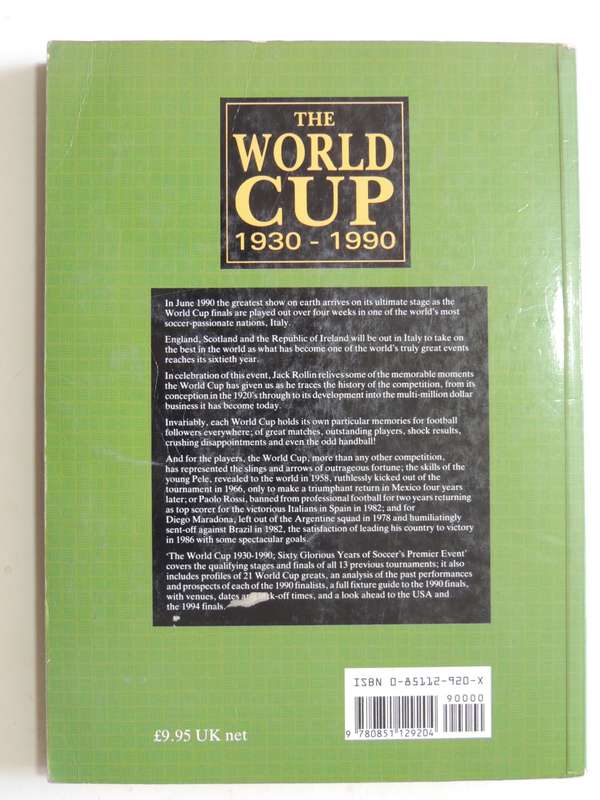 THE
WORLD
CUP
1930 - 1990
In June 1990 the greatest show on earth arrives on its ultimate stage as the
World Cup finals are played out over four weeks in one of the world's most
soccer-passionate nations, Italy.
England, Scotland and the Republic of Ireland will be out in Italy to take on
the best in the world as what has become one of the world's truly great events
reaches its sixtieth year.
In celebration of this event, Jack Rollin relives some of the memorable moments
the World Cup has given us as he traces the history of the competition, from its
conception in the 1920's through to its development into the multi-million dollar
business it has become today.
Invariably, each World Cup holds its own particular memories for football
followers everywhere; of great matches, outstanding players, shock results,
crushing disappointments and even the odd handball!
And for the players, the World Cup, more than any other competition,
has represented the slings and arrows of outrageous fortune; the skills of the
young Pele, revealed to the world in 1958, ruthlessly kicked out of the
tournament in 1966, only to make a triumphant return in Mexico four years
later; or Paolo Rossi, banned from professional football for two years returning
as top scorer for the victorious Italians in Spain in 1982; and for
Diego Maradona, left out of the Argentine squad in 1978 and humiliatingly
sent-off against Brazil in 1982, the satisfaction of leading his country to victory
in 1986 with some spectacular goals.
'The World Cup 1930-1990; Sixty Glorious Years of Soccer's Premier Event'
covers the qualifying stages and finals of all 13 previous tournaments; it also
includes profiles of 21 World Cup greats, an analysis of the past performances
and prospects of each of the 1990 finalists, a full fixture guide to the 1990 finals,
with venues, dates -off times, and a look ahead to the USA and
the 1994 finals.
ISBN 0-85112-920-X
90000
9 780851 129204
£9.95 UK net